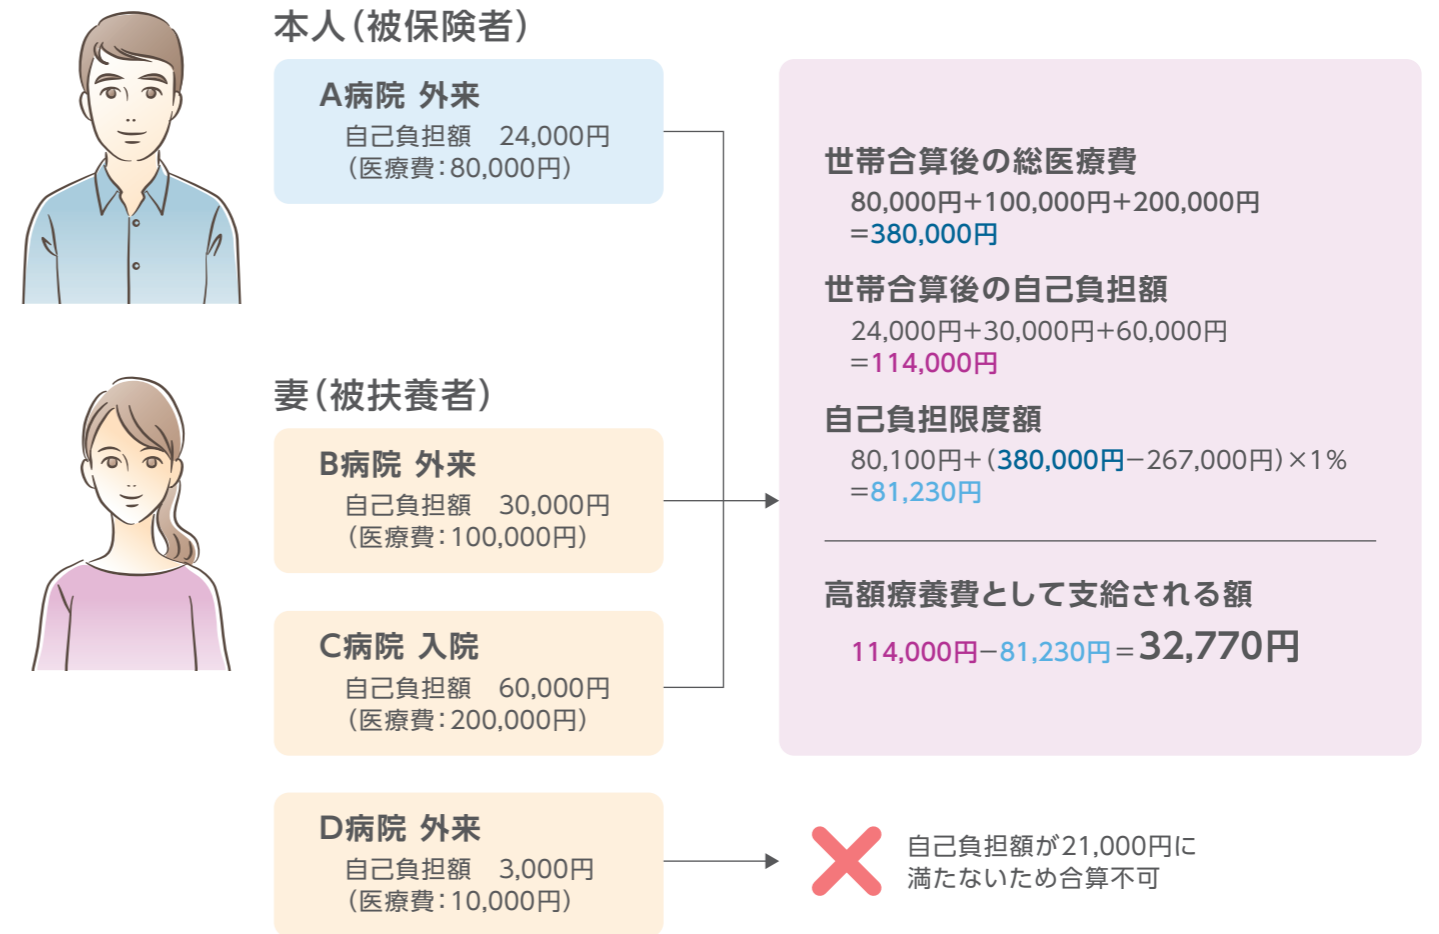 本人（被保険者）
A病院 外来
自己負担額　24,000円
（医療費：80,000円）
妻（被扶養者）
B病院 外来
自己負担額　30,000円
（医療費：100,000円）
C病院 入院
自己負担額　60,000円
（医療費：200,000円）
D病院 外来
自己負担額　3,000円
（医療費：10,000円）
世帯合算後の総医療費
80,000円＋100,000円＋200,000円
＝380,000円
世帯合算後の自己負担額
24,000円＋30,000円＋60,000円
＝114,000円
自己負担限度額
80,100円＋（380,000円－267,000円）×1％
＝81,230円
高額療養費として支給される額
114,000円－81,230円＝32,770円
自己負担額が21,000円に
満たないため合算不可